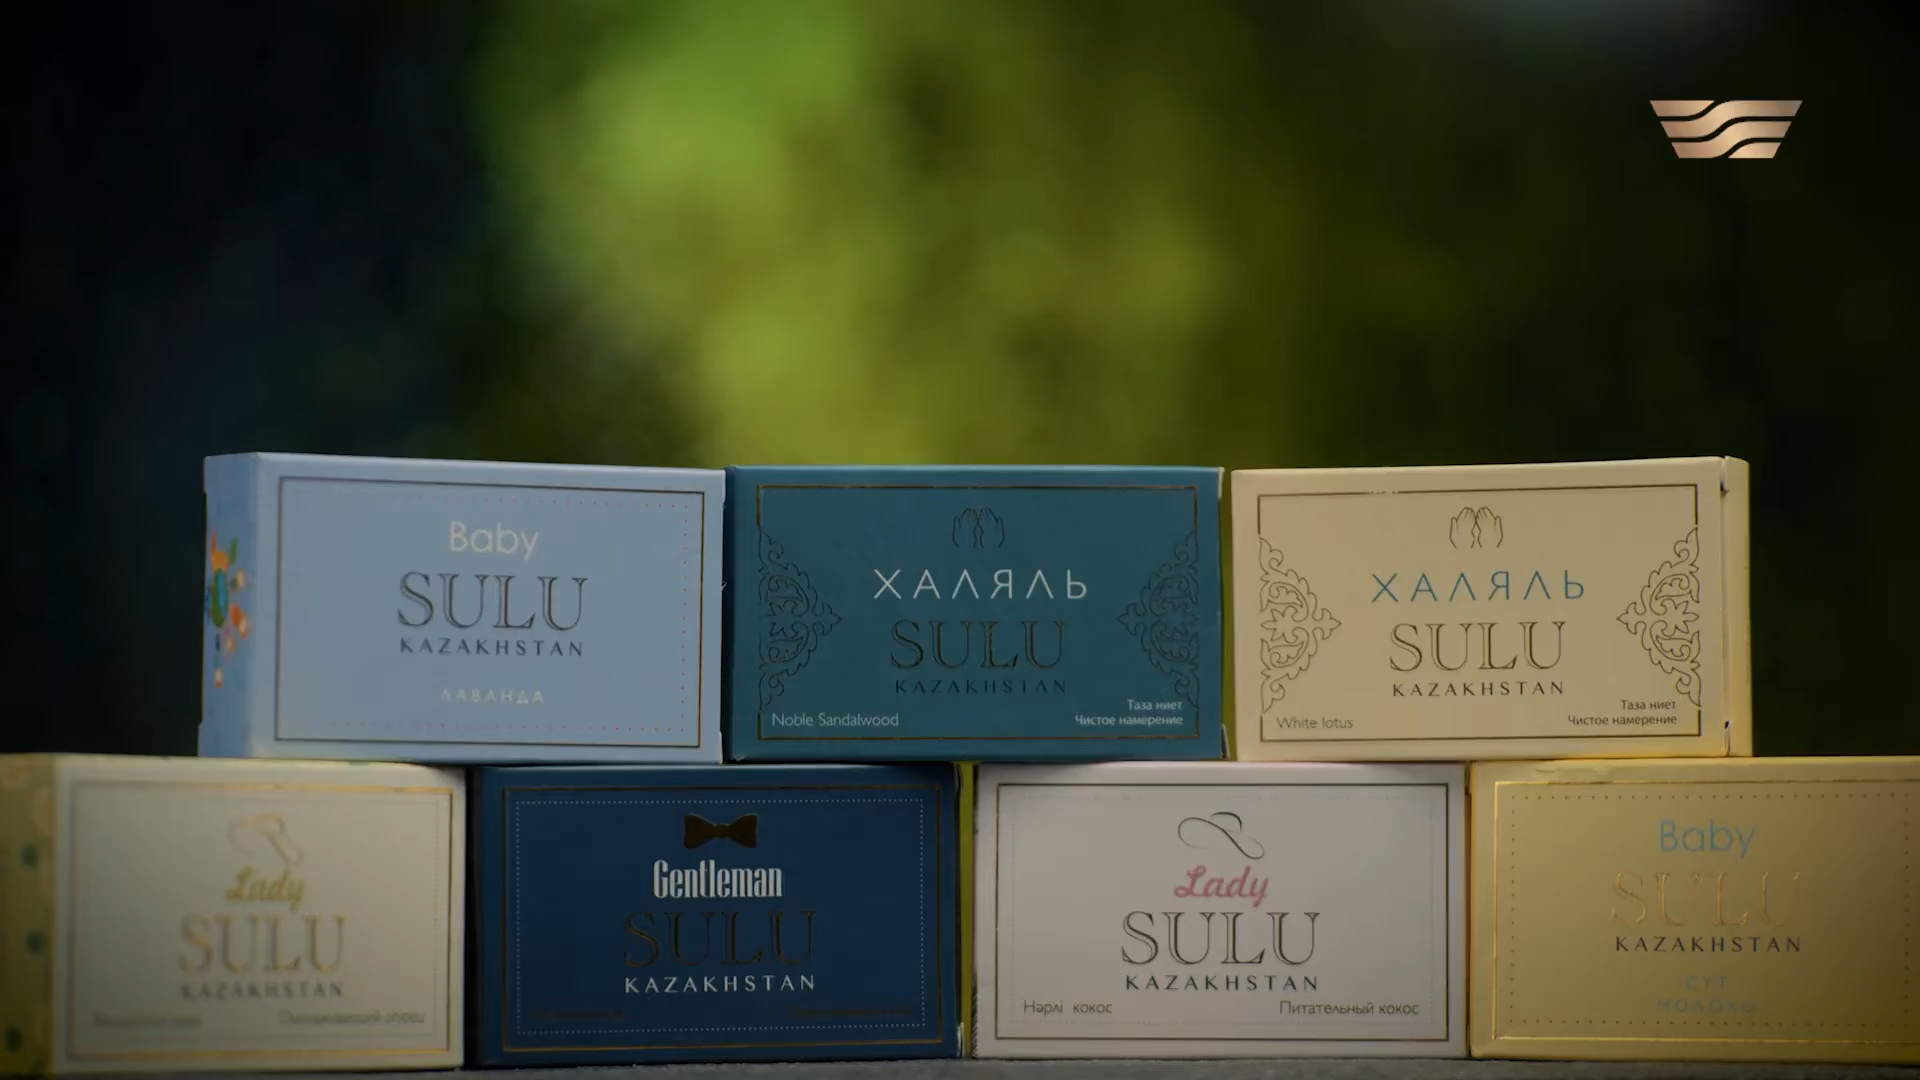 Baby
SULU
KAZAKHSTAN
ЛАВАНДА
ХАЛЯЛЬ
SULU
KAZAKHSTAN
Noble Sandalwood
Таза ниет
Чистое намерение
ХАЛЯЛЬ
SULU
KAZAKHSTAN
White lotus
Таза ниет
Чистое намерение
Lady
SULU
KAZAKHSTAN
Gentleman
SULU
KAZAKHSTAN
Lady
SULU
KAZAKHSTAN
Нәрлі кокос
Питательный кокос
Baby
SULU
KAZAKHSTAN
СҮТ
МОЛОКО